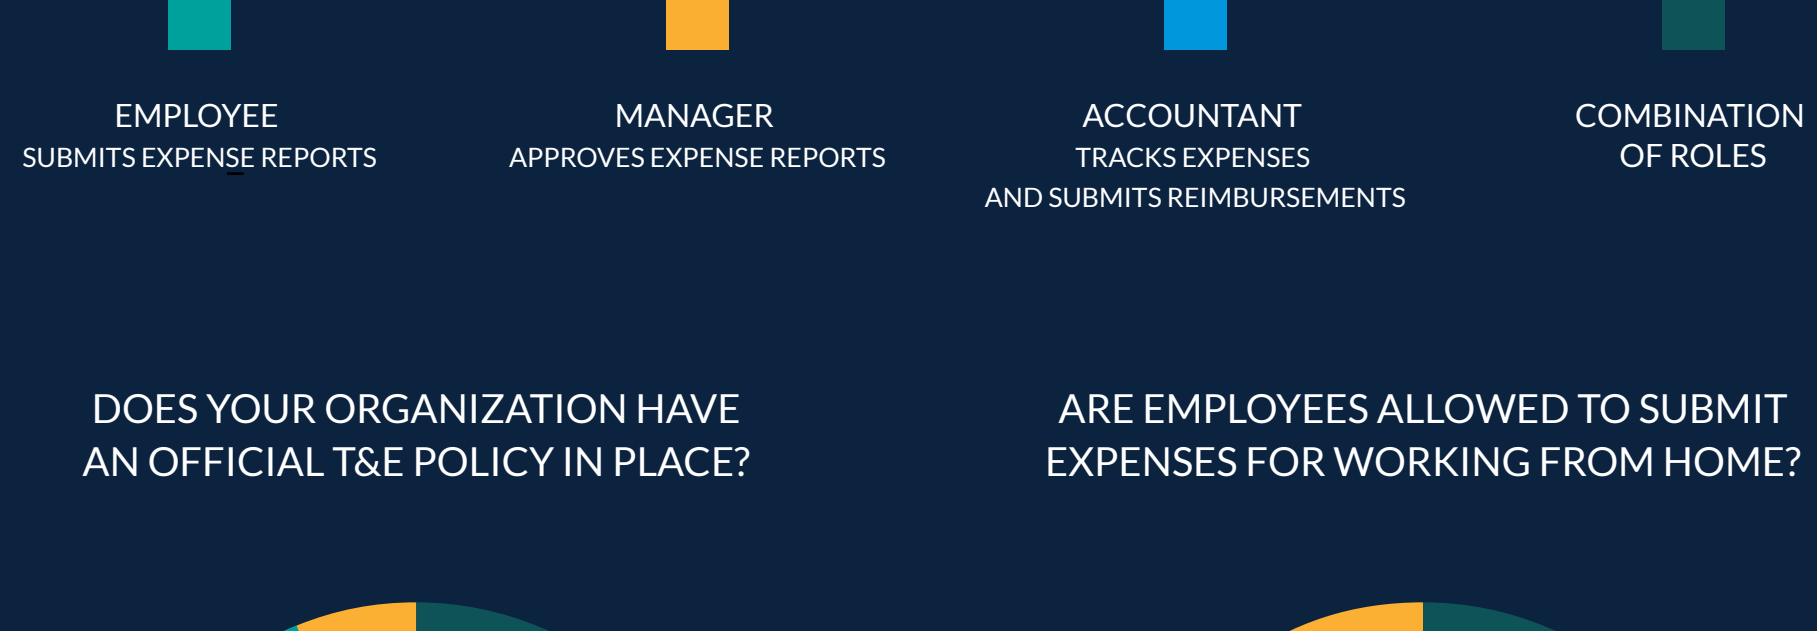 EMPLOYEE
SUBMITS EXPENSE REPORTS
MANAGER
APPROVES EXPENSE REPORTS
ACCOUNTANT
TRACKS EXPENSES
AND SUBMITS REIMBURSEMENTS
COMBINATION
OF ROLES
DOES YOUR ORGANIZATION HAVE
AN OFFICIAL T&E POLICY IN PLACE?
ARE EMPLOYEES ALLOWED TO SUBMIT
EXPENSES FOR WORKING FROM HOME?